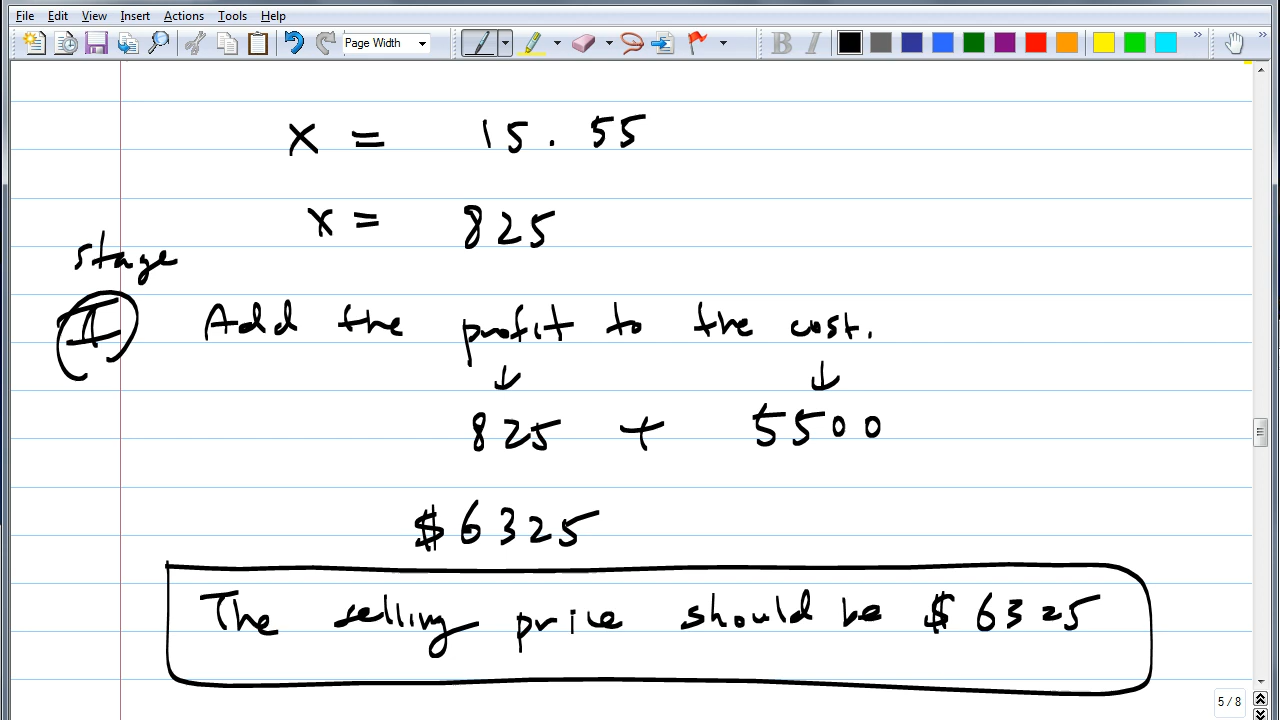 File Edit View Insert Actions Tools Help
Page Width B I
x = 15 . 55
x = 825
stage
I Add the profit to the cost.
↓ ↓
825 + 5500
$ 6325
The selling price should be $ 6325
5 / 8